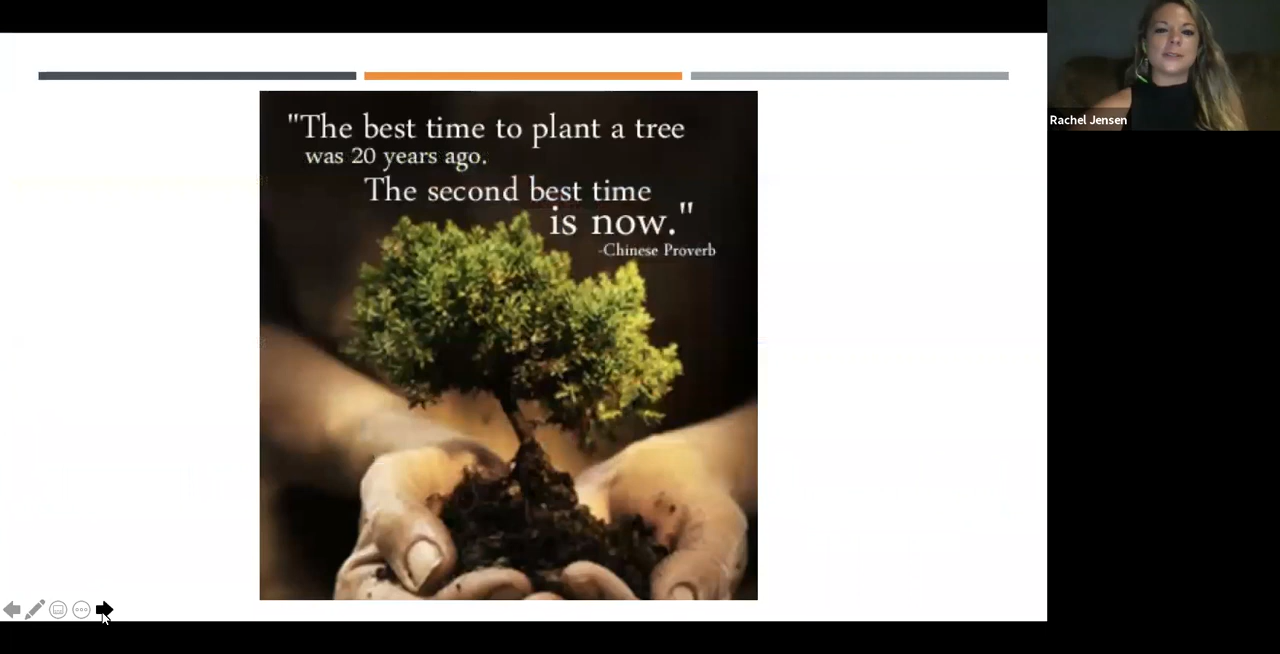 "The best time to plant a tree
was 20 years ago.
The second best time
is now."
-Chinese Proverb
Rachel Jensen